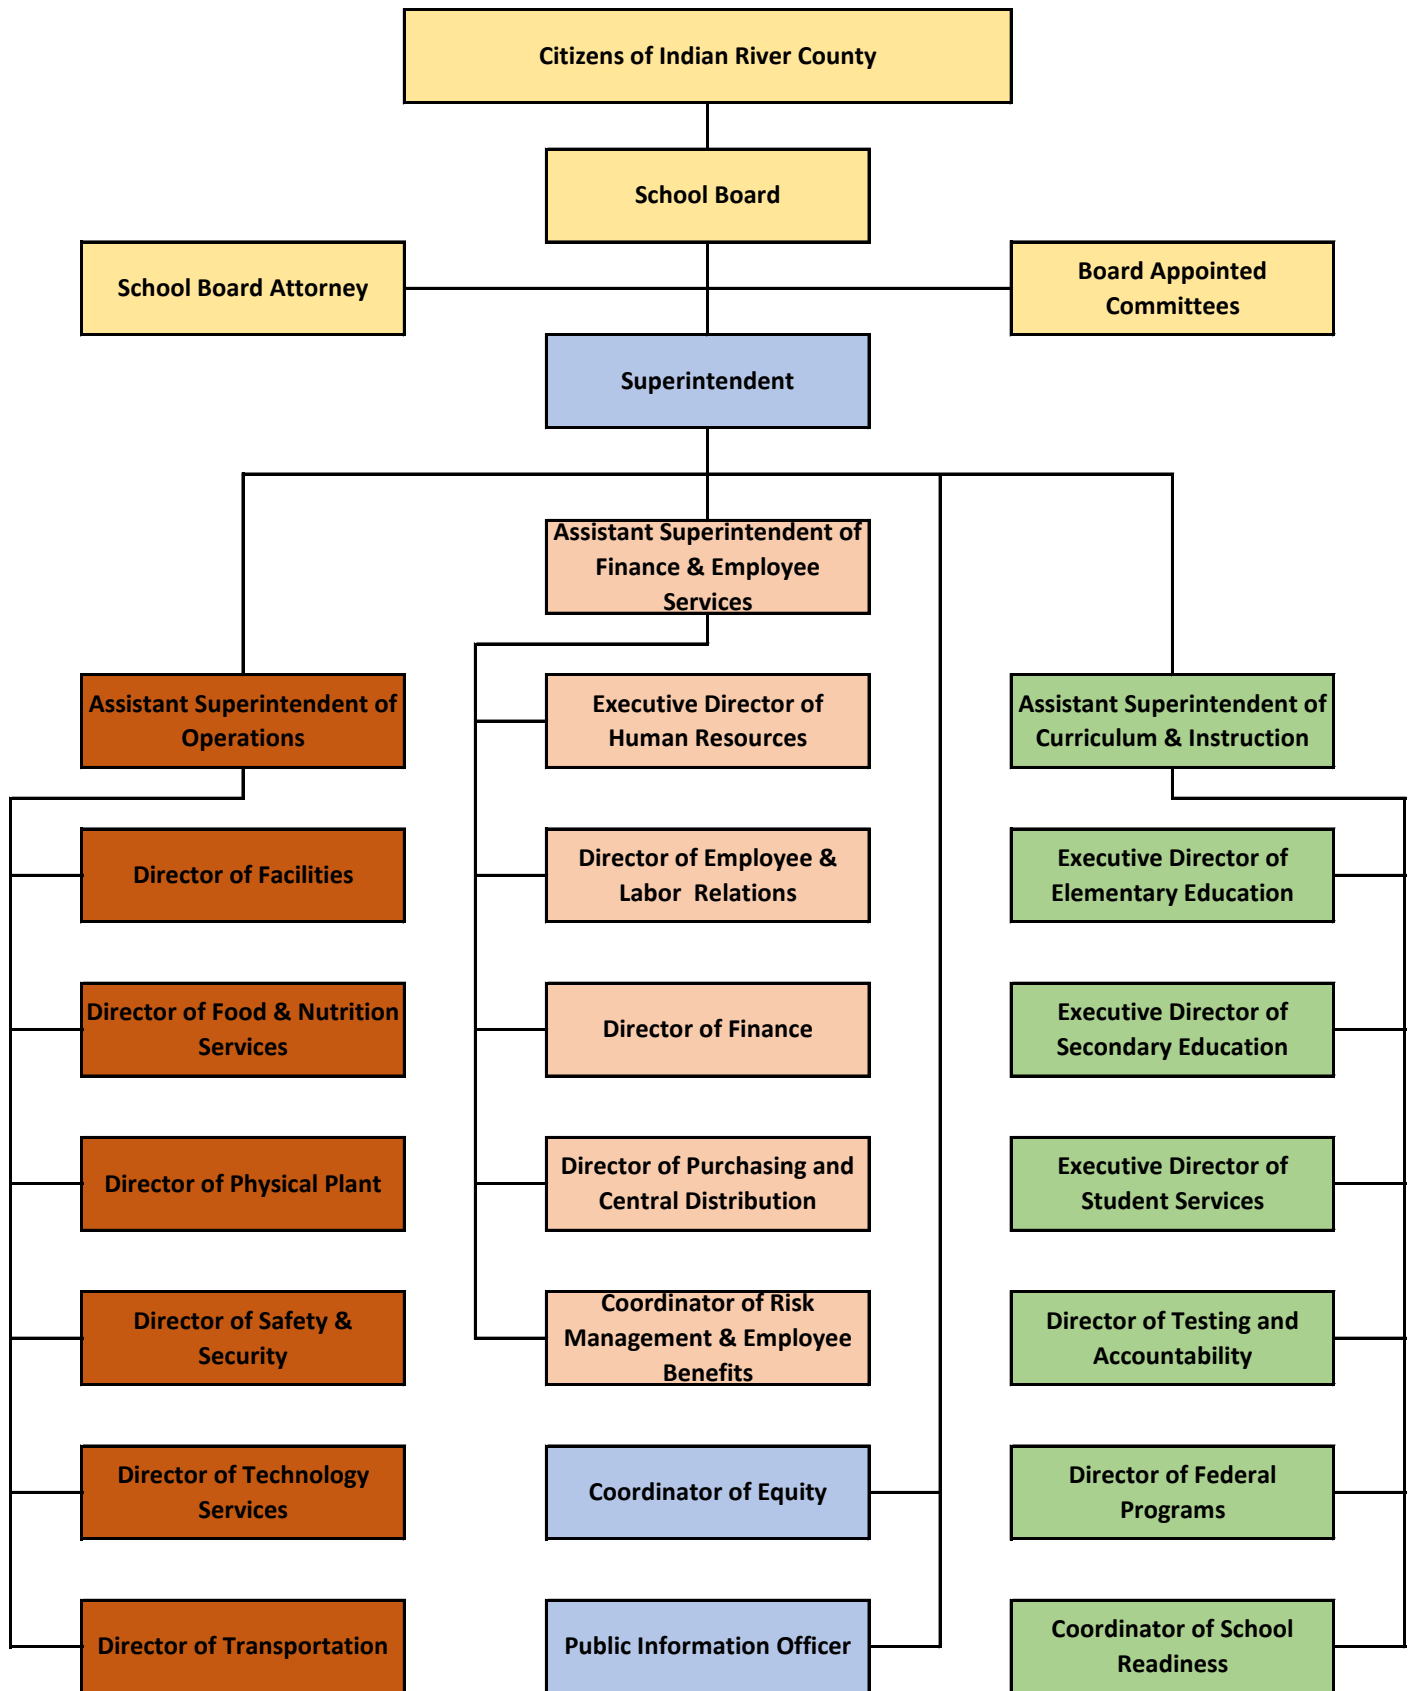 Citizens of Indian River County
School Board
School Board Attorney
Board Appointed
Committees
Superintendent
Assistant Superintendent of
Finance & Employee
Services
Assistant Superintendent of
Operations
Executive Director of
Human Resources
Assistant Superintendent of
Curriculum & Instruction
Director of Facilities
Director of Employee &
Labor  Relations
Executive Director of
Elementary Education
Director of Food & Nutrition
Services
Director of Finance
Executive Director of
Secondary Education
Director of Physical Plant
Director of Purchasing and
Central Distribution
Executive Director of
Student Services
Director of Safety &
Security
Coordinator of Risk
Management & Employee
Benefits
Director of Testing and
Accountability
Director of Technology
Services
Coordinator of Equity
Director of Federal
Programs
Director of Transportation
Public Information Officer
Coordinator of School
Readiness